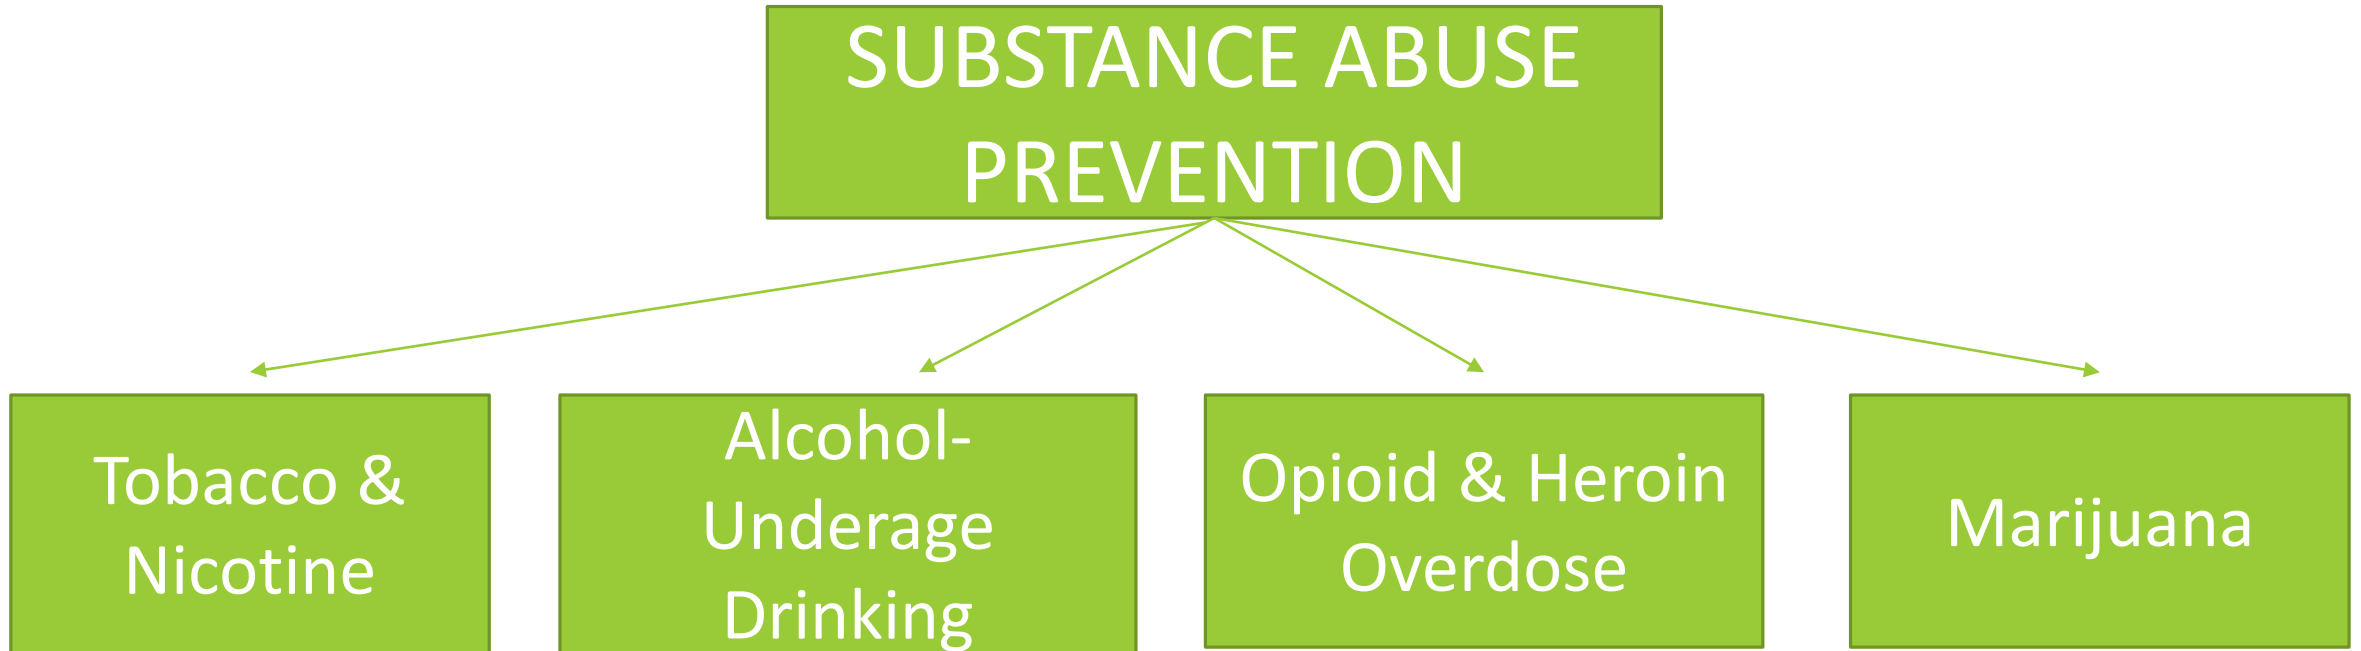 SUBSTANCE ABUSE
PREVENTION
Tobacco &
Nicotine
Alcohol-
Underage
Drinking
Opioid & Heroin
Overdose
Marijuana